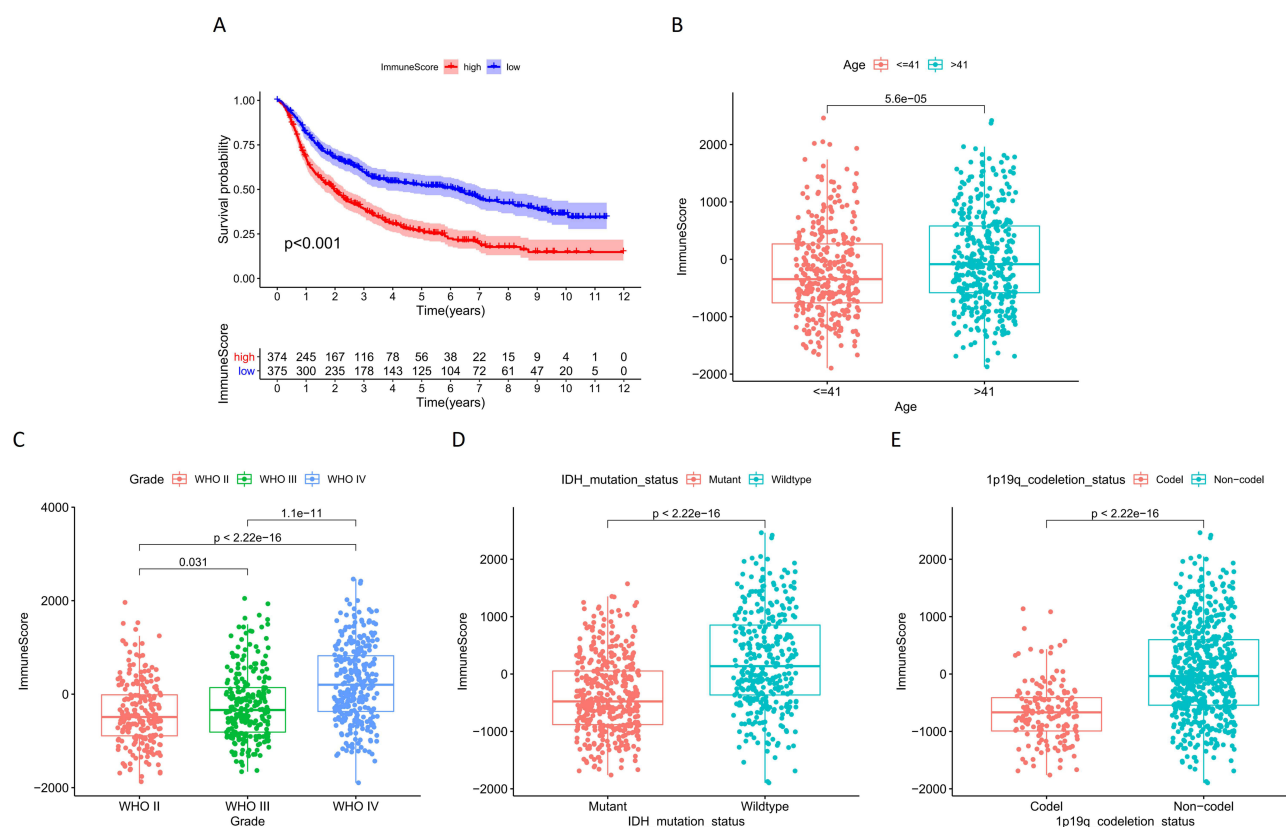 A
ImmuneScore high low
1.00
0.75
0.50
0.25
0.00
Survival probability
p<0.001
0 1 2 3 4 5 6 7 8 9 10 11 12
Time(years)
ImmuneScore
high 374 245 167 116 78 56 38 22 15 9 4 1 0
low 375 300 235 178 143 125 104 72 61 47 20 5 0
0 1 2 3 4 5 6 7 8 9 10 11 12
Time(years)
B
Age <=41 >41
5.6e−05
2000
1000
0
−1000
−2000
ImmuneScore
<=41 >41
Age
C
Grade WHO II WHO III WHO IV
4000
2000
0
−2000
ImmuneScore
1.1e−11
p < 2.22e−16
0.031
WHO II WHO III WHO IV
Grade
D
IDH_mutation_status Mutant Wildtype
p < 2.22e−16
2000
1000
0
−1000
−2000
ImmuneScore
Mutant Wildtype
IDH_mutation_status
E
1p19q_codeletion_status Codel Non−codel
p < 2.22e−16
2000
1000
0
−1000
−2000
ImmuneScore
Codel Non−codel
1p19q_codeletion_status